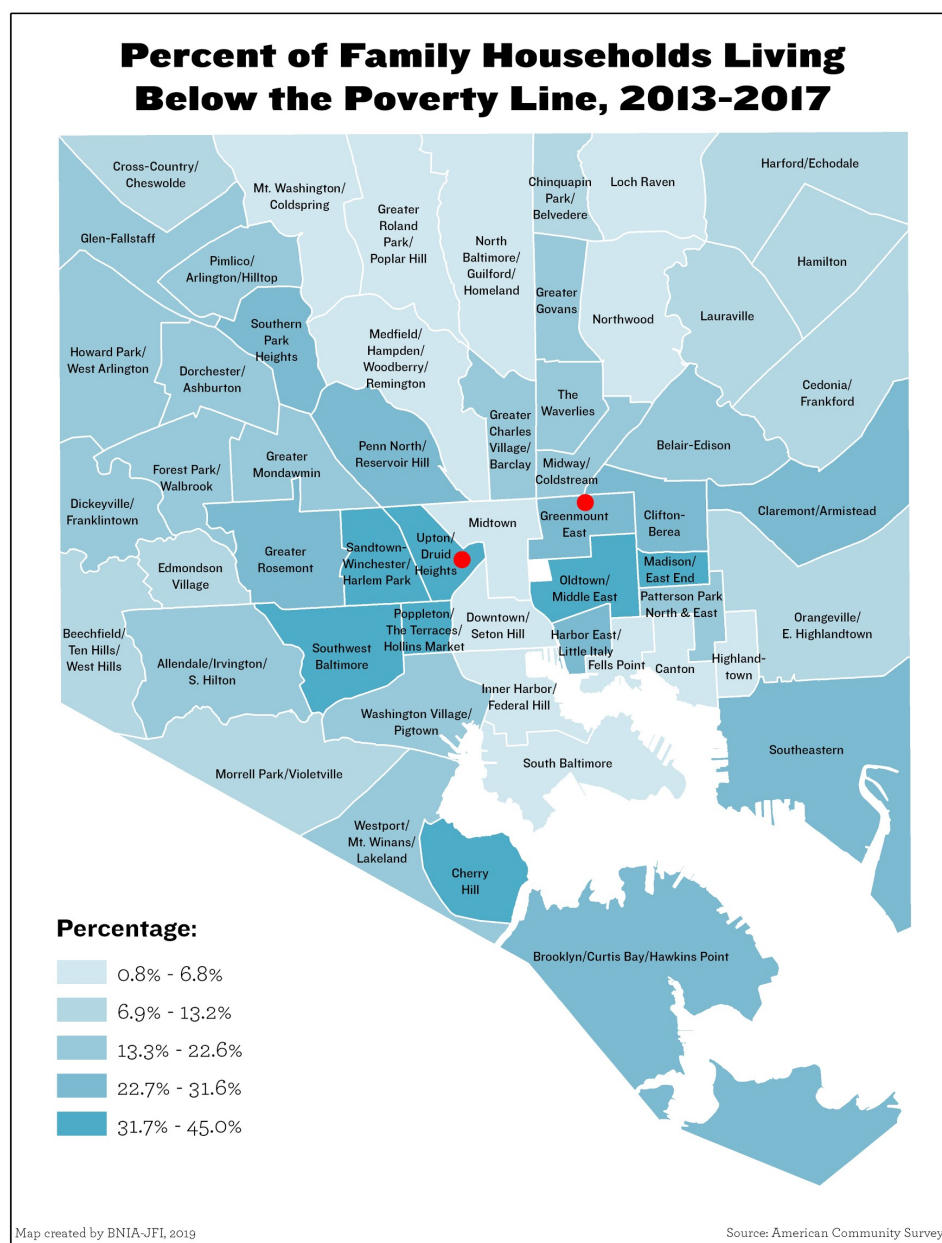 Percent of Family Households Living
Below the Poverty Line, 2013-2017
Cross-Country/
Cheswolde
Mt. Washington/
Coldspring
Greater
Roland
Park/
Poplar Hill
North
Baltimore/
Guilford/
Homeland
Chinquapin
Park/
Belvedere
Loch Raven
Harford/Echodale
Glen-Fallstaff
Pimlico/
Arlington/Hilltop
Greater
Govans
Northwood
Lauraville
Hamilton
Howard Park/
West Arlington
Dorchester/
Ashburton
Southern
Park
Heights
Medfield/
Hampden/
Woodberry/
Remington
Greater
Charles
Village/
Barclay
The
Waverlies
Cedonia/
Frankford
Belair-Edison
Penn North/
Reservoir Hill
Greater
Mondawmin
Forest Park/
Walbrook
Midway/
Coldstream
Dickeyville/
Franklintown
Greater
Rosemont
Sandtown-
Winchester/
Harlem Park
Upton/
Druid
Heights
Midtown
Greenmount
East
Clifton-
Berea
Claremont/Armistead
Edmondson
Village
Oldtown/
Middle East
Madison/
East End
Patterson Park
North & East
Beechfield/
Ten Hills/
West Hills
Allendale/Irvington/
S. Hilton
Southwest
Baltimore
Poppleton/
The Terraces/
Hollins Market
Downtown/
Seton Hill
Harbor East/
Little Italy
Fells Point
Canton
Highland-
town
Orangeville/
E. Highlandtown
Washington Village/
Pigtown
Inner Harbor/
Federal Hill
South Baltimore
Southeastern
Morrell Park/Violetville
Westport/
Mt. Winans/
Lakeland
Cherry
Hill
Brooklyn/Curtis Bay/Hawkins Point
Percentage:
0.8% - 6.8%
6.9% - 13.2%
13.3% - 22.6%
22.7% - 31.6%
31.7% - 45.0%
Map created by BNIA-JFI, 2019
Source: American Community Survey